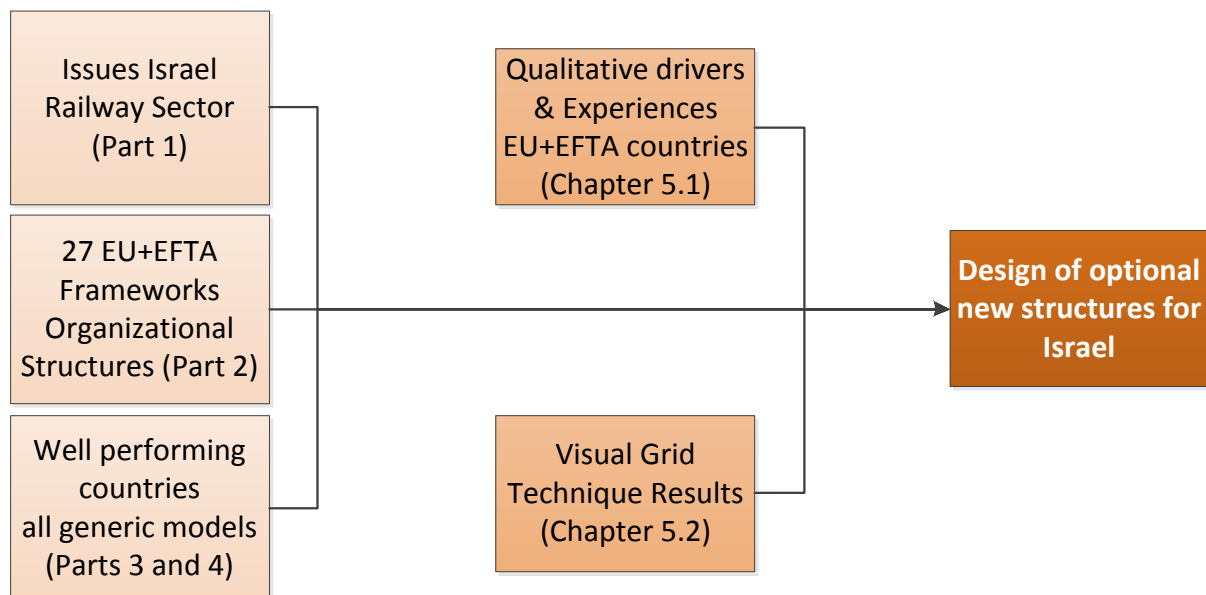 Issues Israel
Railway Sector
(Part 1)
27 EU+EFTA
Frameworks
Organizational
Structures (Part 2)
Well performing
countries
all generic models
(Parts 3 and 4)
Qualitative drivers
& Experiences
EU+EFTA countries
(Chapter 5.1)
Visual Grid
Technique Results
(Chapter 5.2)
Design of optional
new structures for
Israel